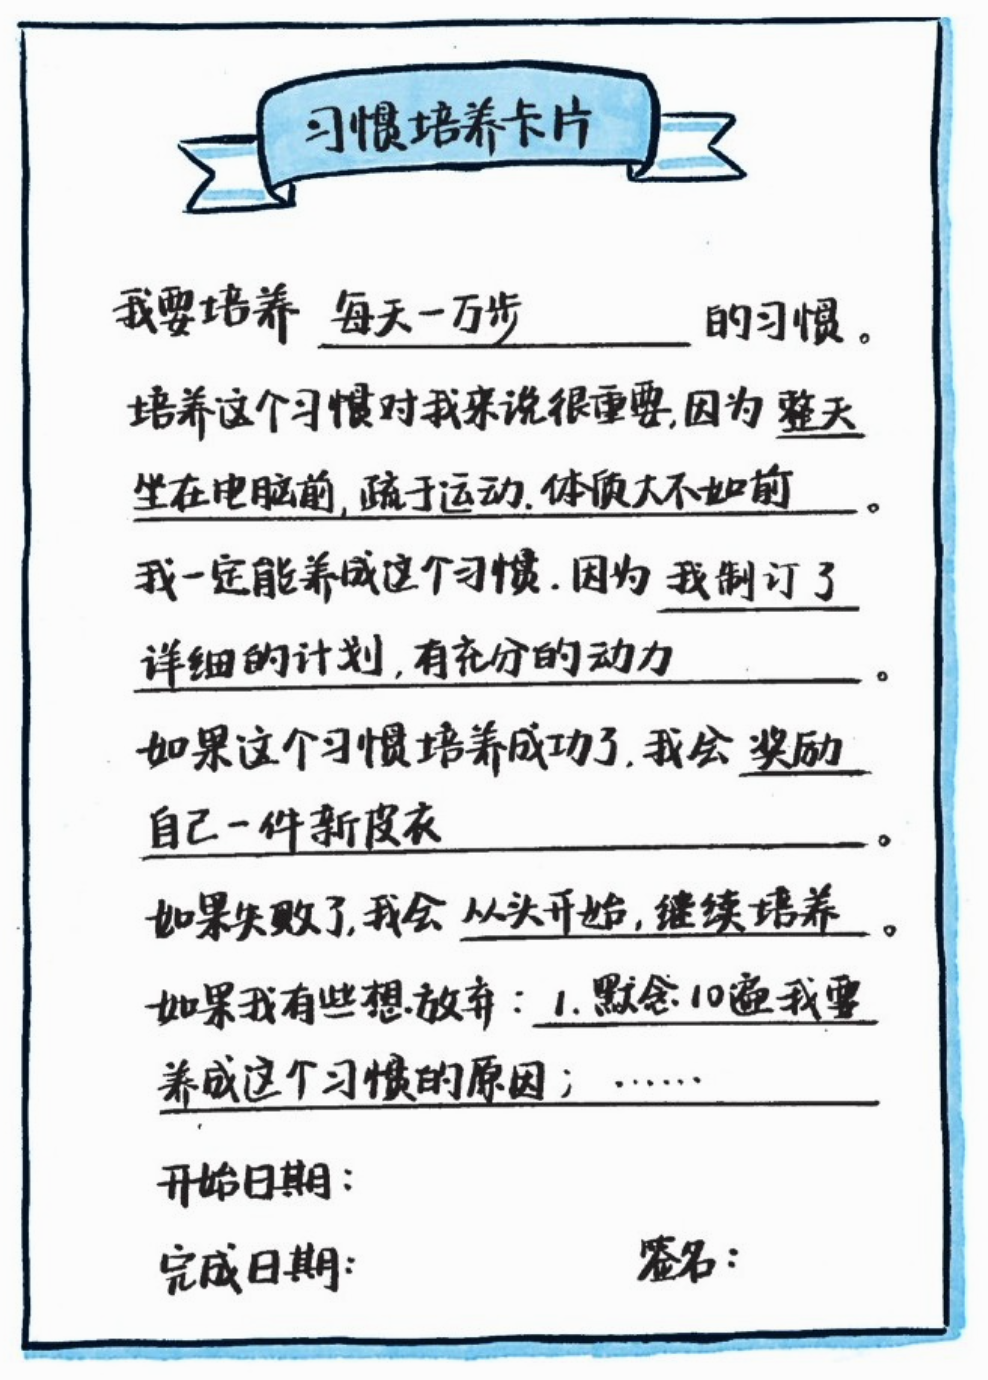 习惯培养卡片
我要培养 每天一万步 的习惯。
培养这个习惯对我来说很重要,因为 整天
坐在电脑前,疏于运动.体质大不如前。
我一定能养成这个习惯.因为 我制订了
详细的计划,有充分的动力。
如果这个习惯培养成功了.我会 奖励
自己一件新皮衣。
如果失败了,我会 从头开始,继续培养。
如果我有些想放弃：1.默念10遍我要
养成这个习惯的原因；……
开始日期：
完成日期： 签名：